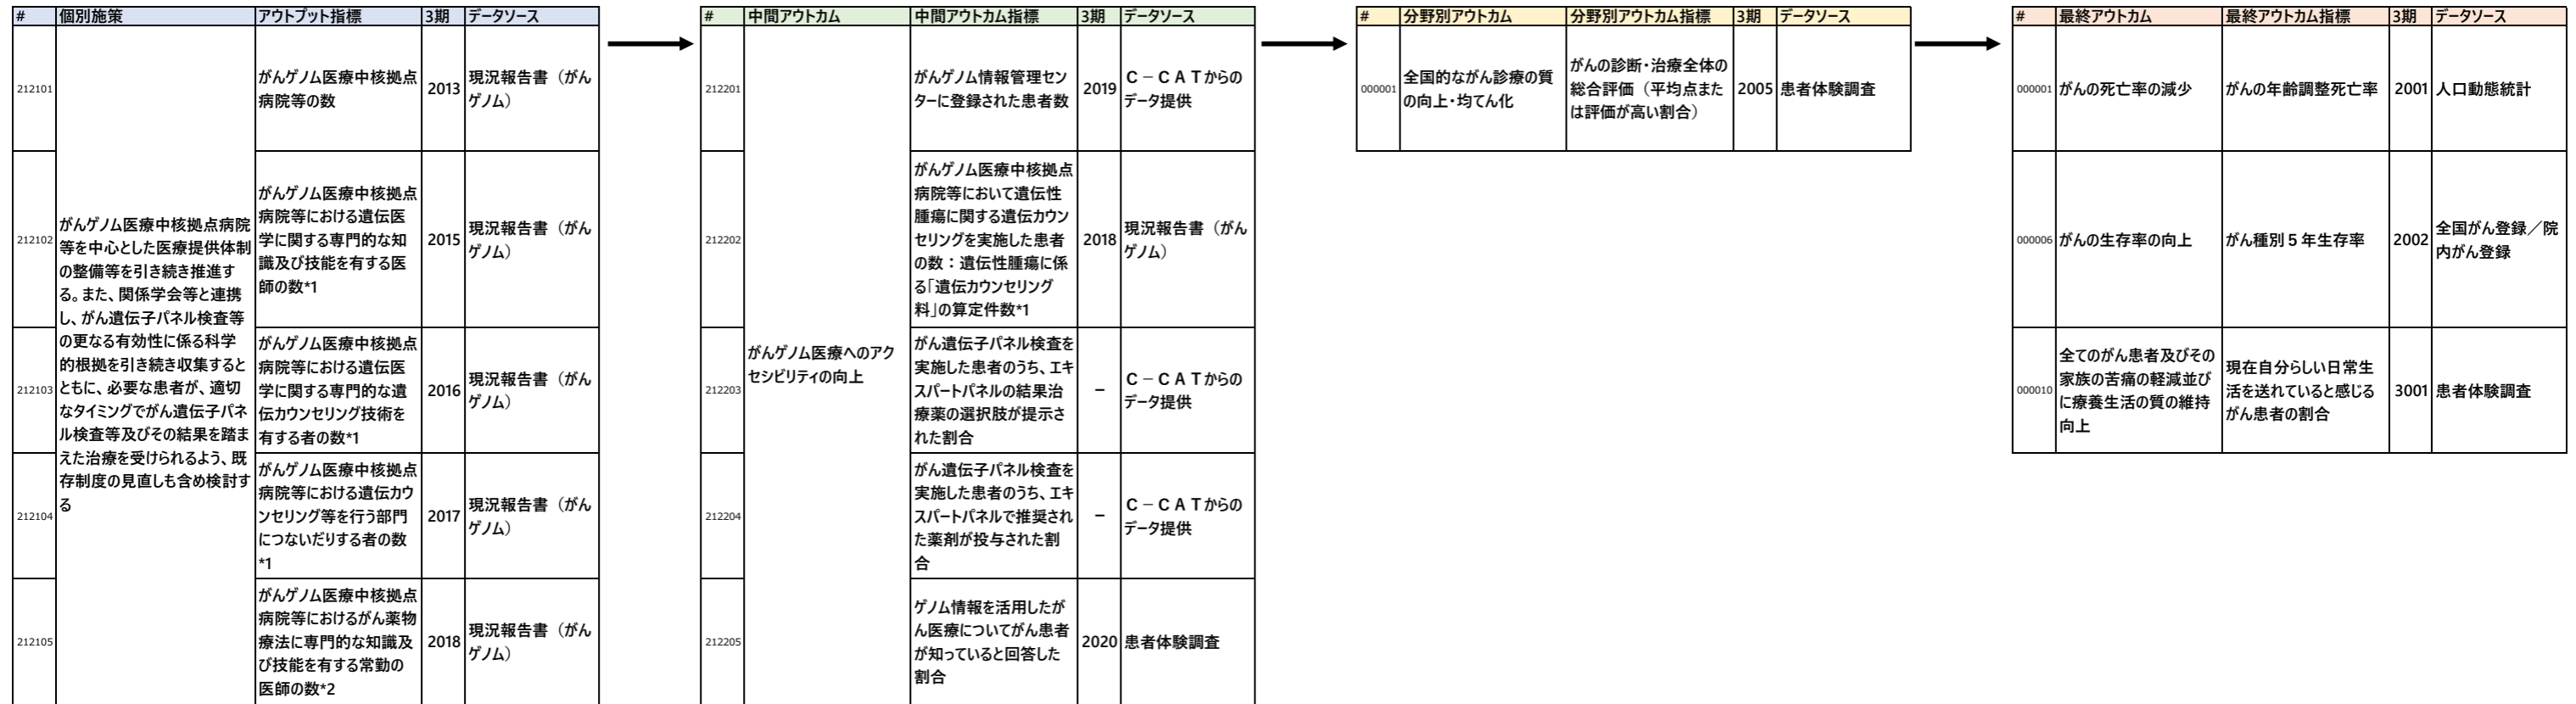 # 個別施策 アウトプット指標 3期 データソース
212101
がんゲノム医療中核拠点病院
等を中心とした医療提供体制
の整備等を引き続き推進す
る。また、関係学会等と連携
し、がん遺伝子パネル検査等
の更なる有効性に係る科学
的根拠を引き続き収集すると
ともに、必要な患者が、適切
なタイミングでがん遺伝子パネ
ル検査等及びその結果を踏ま
えた治療を受けられるよう、既
存制度の見直しも含め検討す
る
がんゲノム医療中核拠点
病院等の数
2013
現況報告書（がん
ゲノム）
212102
がんゲノム医療中核拠点
病院等における遺伝医
学に関する専門的な知
識及び技能を有する医
師の数*1
2015
現況報告書（がん
ゲノム）
212103
がんゲノム医療中核拠点
病院等における遺伝医
学に関する専門的な遺
伝カウンセリング技術を
有する者の数*1
2016
現況報告書（がん
ゲノム）
212104
がんゲノム医療中核拠点
病院等における遺伝カウ
ンセリング等を行う部門
につないだりする者の数
*1
2017
現況報告書（がん
ゲノム）
212105
がんゲノム医療中核拠点
病院等におけるがん薬物
療法に専門的な知識及
び技能を有する常勤の
医師の数*2
2018
現況報告書（がん
ゲノム）
# 中間アウトカム 中間アウトカム指標 3期 データソース
212201
がんゲノム医療へのアク
セシビリティの向上
がんゲノム情報管理セン
ターに登録された患者数
2019
Ｃ－ＣＡＴからの
データ提供
212202
がんゲノム医療中核拠点
病院等において遺伝性
腫瘍に関する遺伝カウン
セリングを実施した患者
の数：遺伝性腫瘍に係
る「遺伝カウンセリング
料」の算定件数*1
2018
現況報告書（がん
ゲノム）
212203
がん遺伝子パネル検査を
実施した患者のうち、エキ
スパートパネルの結果治
療薬の選択肢が提示さ
れた割合
－
Ｃ－ＣＡＴからの
データ提供
212204
がん遺伝子パネル検査を
実施した患者のうち、エキ
スパートパネルで推奨され
た薬剤が投与された割
合
－
Ｃ－ＣＡＴからの
データ提供
212205
ゲノム情報を活用したが
ん医療についてがん患者
が知っていると回答した
割合
2020
患者体験調査
# 分野別アウトカム 分野別アウトカム指標 3期 データソース
000001
全国的ながん診療の質
の向上・均てん化
がんの診断・治療全体の
総合評価（平均点また
は評価が高い割合）
2005
患者体験調査
# 最終アウトカム 最終アウトカム指標 3期 データソース
000001
がんの死亡率の減少
がんの年齢調整死亡率
2001
人口動態統計
000006
がんの生存率の向上
がん種別５年生存率
2002
全国がん登録／院
内がん登録
000010
全てのがん患者及びその
家族の苦痛の軽減並び
に療養生活の質の維持
向上
現在自分らしい日常生
活を送れていると感じる
がん患者の割合
3001
患者体験調査